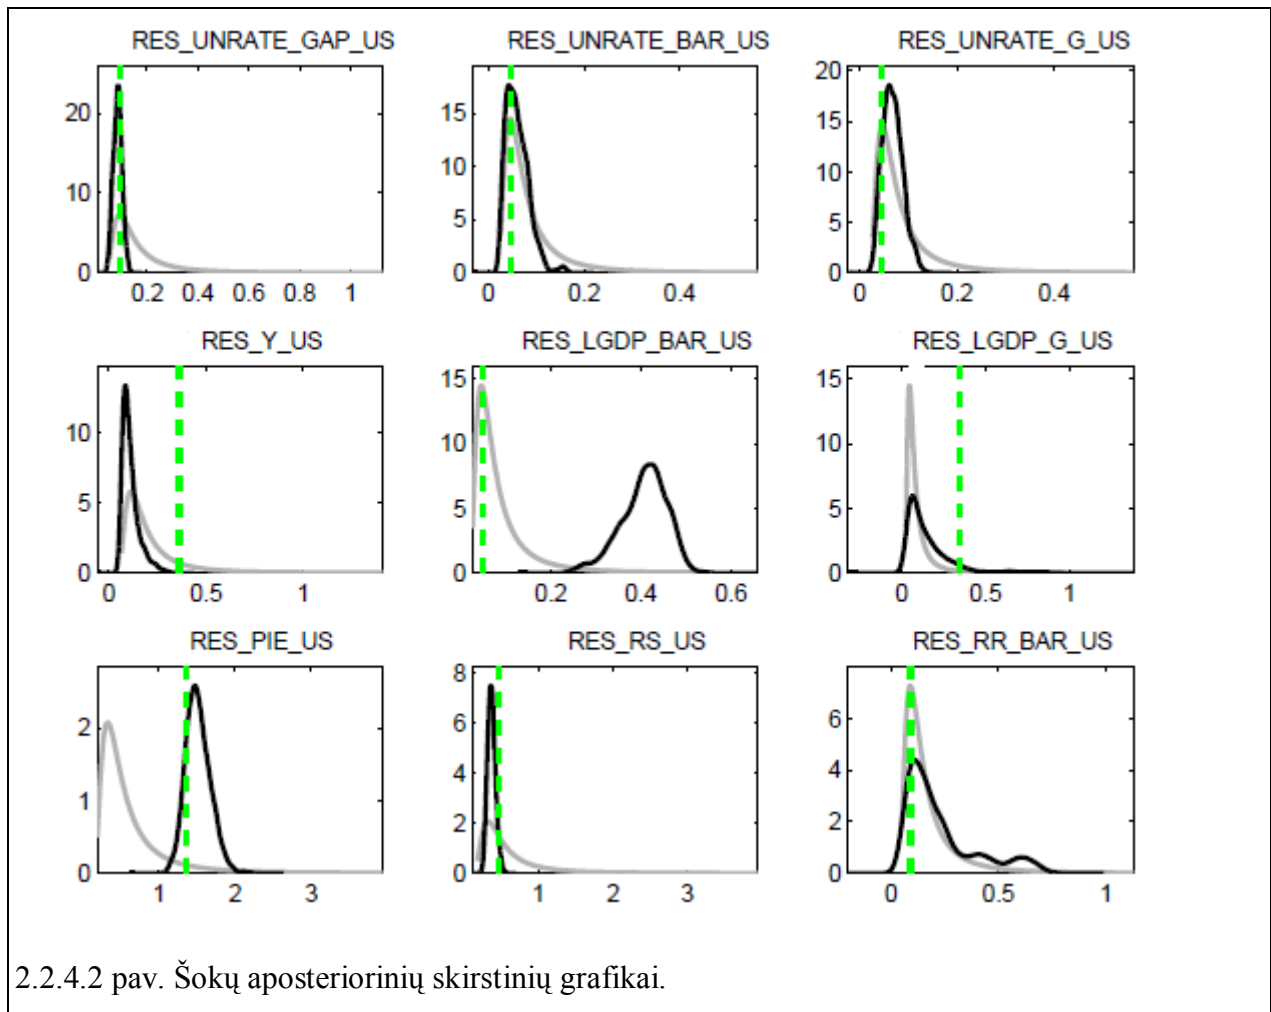 RES_UNRATE_GAP_US RES_UNRATE_BAR_US RES_UNRATE_G_US
20
10
0
0.2 0.4 0.6 0.8 1
15
10
5
0
0 0.2 0.4
20
15
10
5
0
0 0.2 0.4
RES_Y_US RES_LGDP_BAR_US RES_LGDP_G_US
10
5
0
0 0.5 1
15
10
5
0
0.2 0.4 0.6
15
10
5
0
0 0.5 1
RES_PIE_US RES_RS_US RES_RR_BAR_US
2
1
0
1 2 3
8
6
4
2
0
1 2 3
6
4
2
0
0 0.5 1
2.2.4.2 pav. Šokų aposteriorinių skirstinių grafikai.